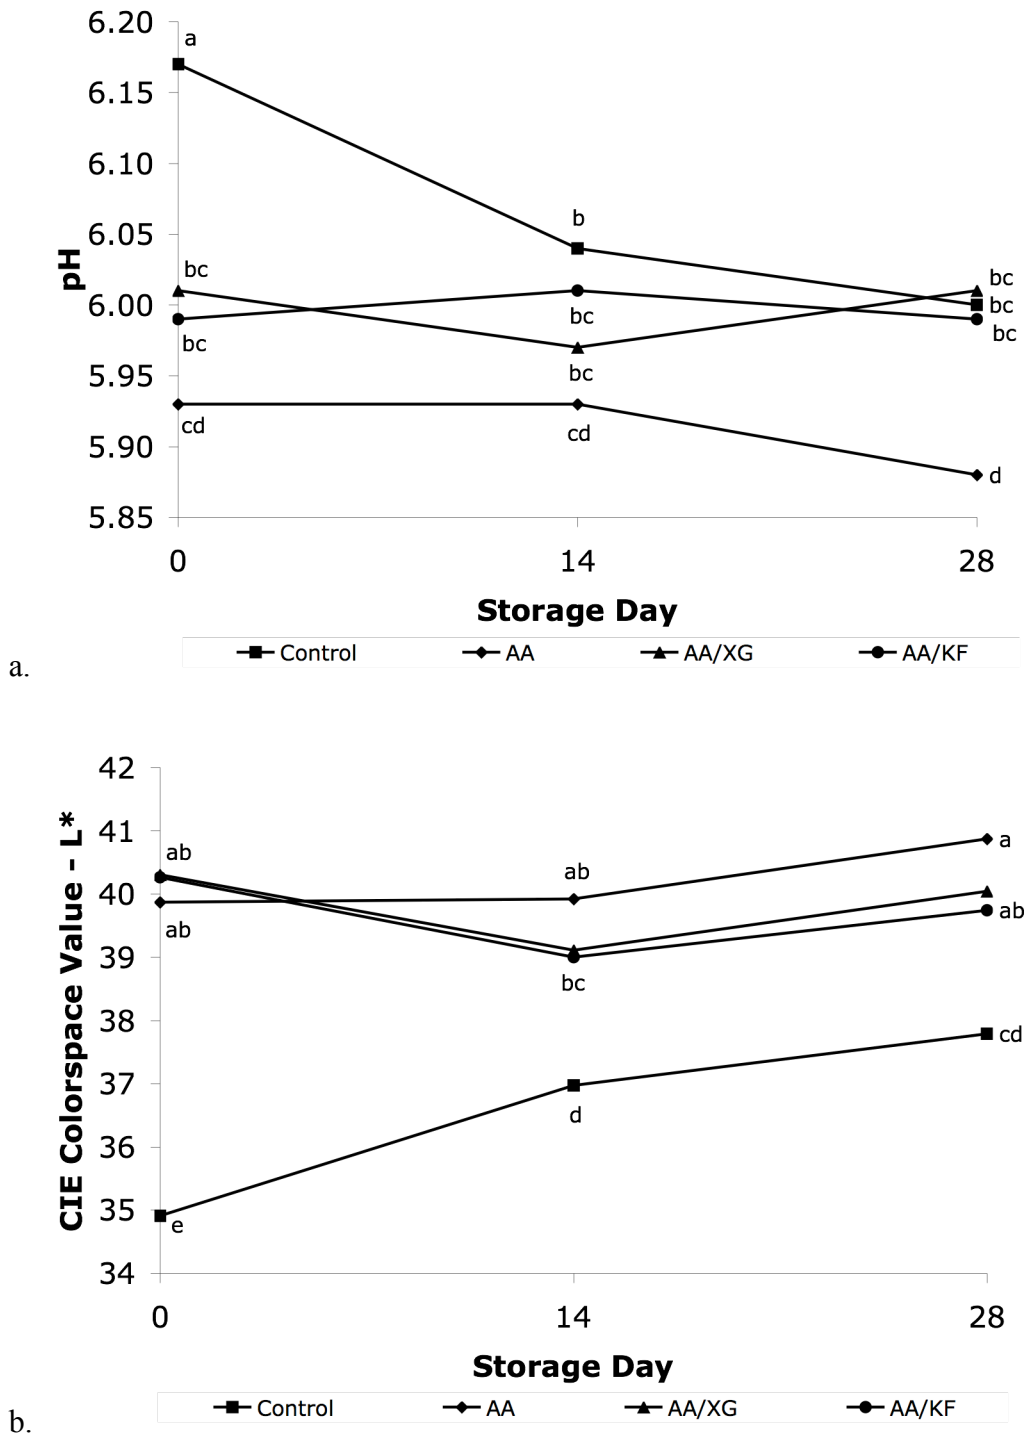 6.20
a
6.15
6.10
6.05
b
pH
bc
bc
6.00
bc
bc
bc
bc
5.95
bc
cd
cd
5.90
d
5.85
0 14 28
Storage Day
Control AA AA/XG AA/KF
a.
42
CIE Colorspace Value - L*
41
a
ab
ab
40
ab
ab
39
bc
38
cd
37
d
36
35
e
34
0 14 28
Storage Day
Control AA AA/XG AA/KF
b.